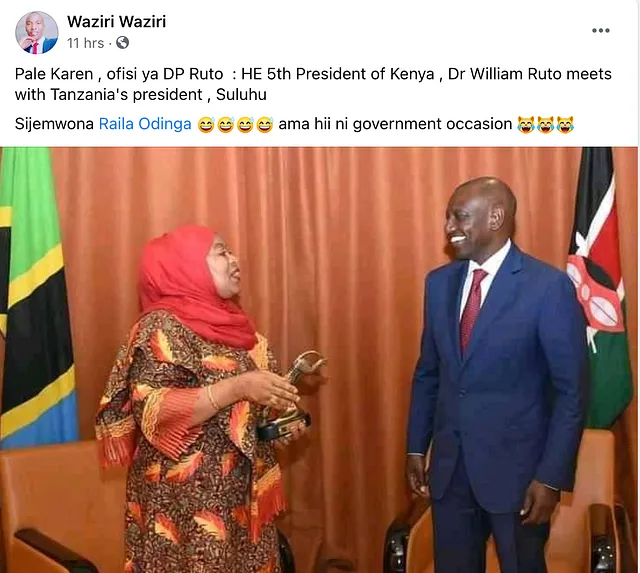 Waziri Waziri
11 hrs ·
Pale Karen , ofisi ya DP Ruto : HE 5th President of Kenya , Dr William Ruto meets
with Tanzania's president , Suluhu
Sijemwona Raila Odinga 😅😅😅😅 ama hii ni government occasion 😹😹😹